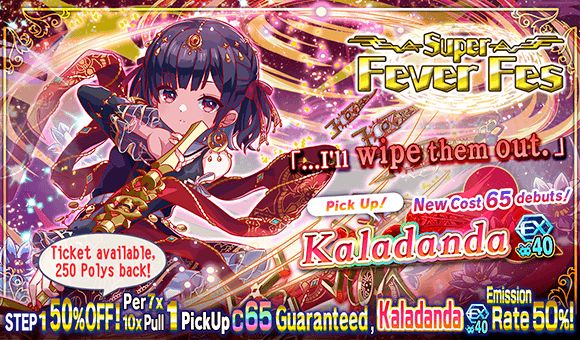 Super
Fever Fes
「...I'll wipe them out.」
Pick Up!
New Cost 65 debuts!
Kaladanda EX 40
Ticket available,
250 Polys back!
STEP1 50%OFF! Per 7x 10x Pull 1 PickUp C65 Guaranteed, Kaladanda EX 40 Emission Rate 50%!